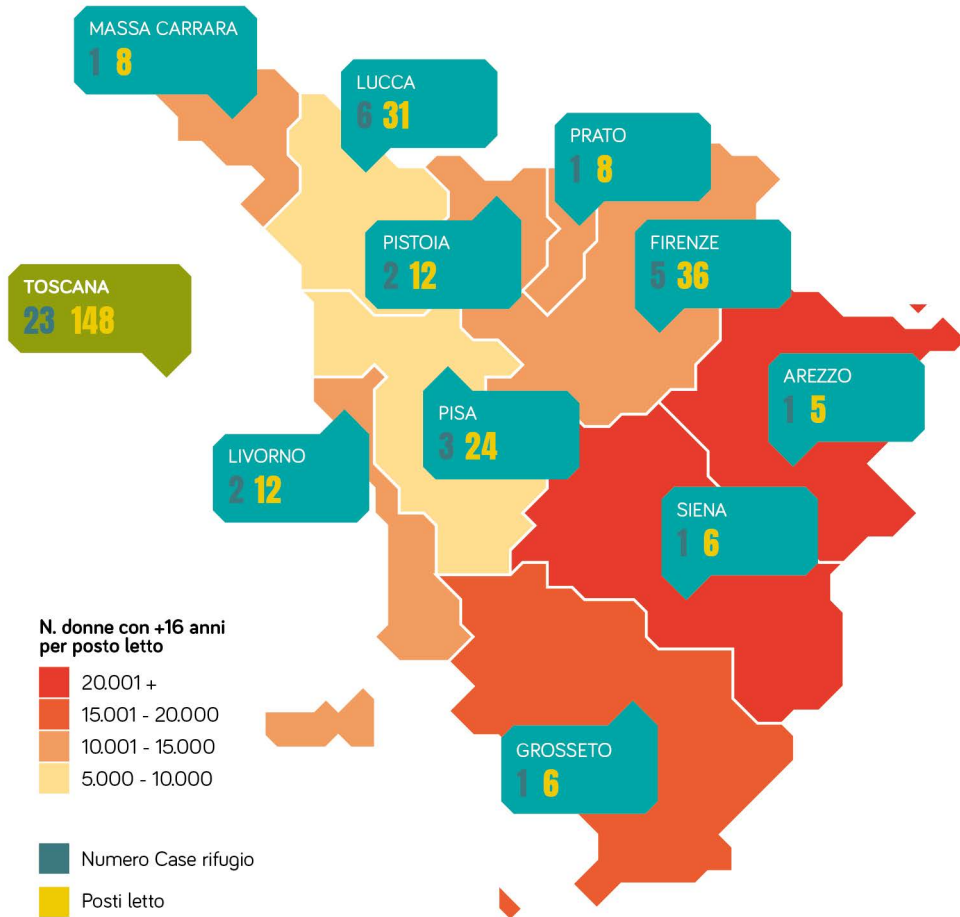 MASSA CARRARA
1 8
LUCCA
6 31
PRATO
1 8
PISTOIA
2 12
FIRENZE
5 36
TOSCANA
23 148
AREZZO
1 5
PISA
3 24
LIVORNO
2 12
SIENA
1 6
GROSSETO
1 6
N. donne con +16 anni
per posto letto
20.001 +
15.001 - 20.000
10.001 - 15.000
5.000 - 10.000
Numero Case rifugio
Posti letto